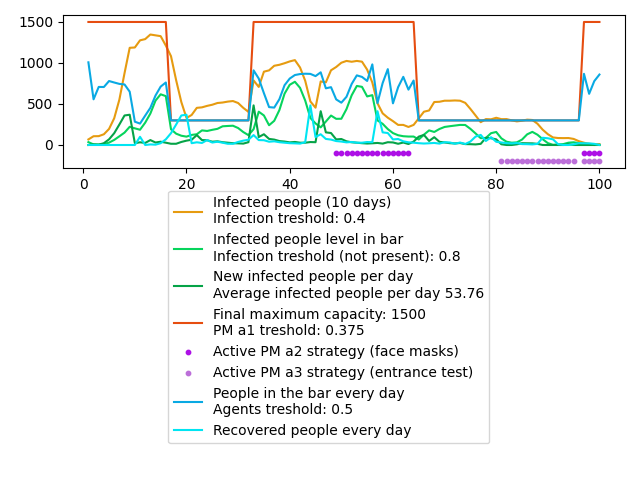 1500
1000
500
0
0 20 40 60 80 100
Infected people (10 days)
Infection treshold: 0.4
Infected people level in bar
Infection treshold (not present): 0.8
New infected people per day
Average infected people per day 53.76
Final maximum capacity: 1500
PM a1 treshold: 0.375
Active PM a2 strategy (face masks)
Active PM a3 strategy (entrance test)
People in the bar every day
Agents treshold: 0.5
Recovered people every day